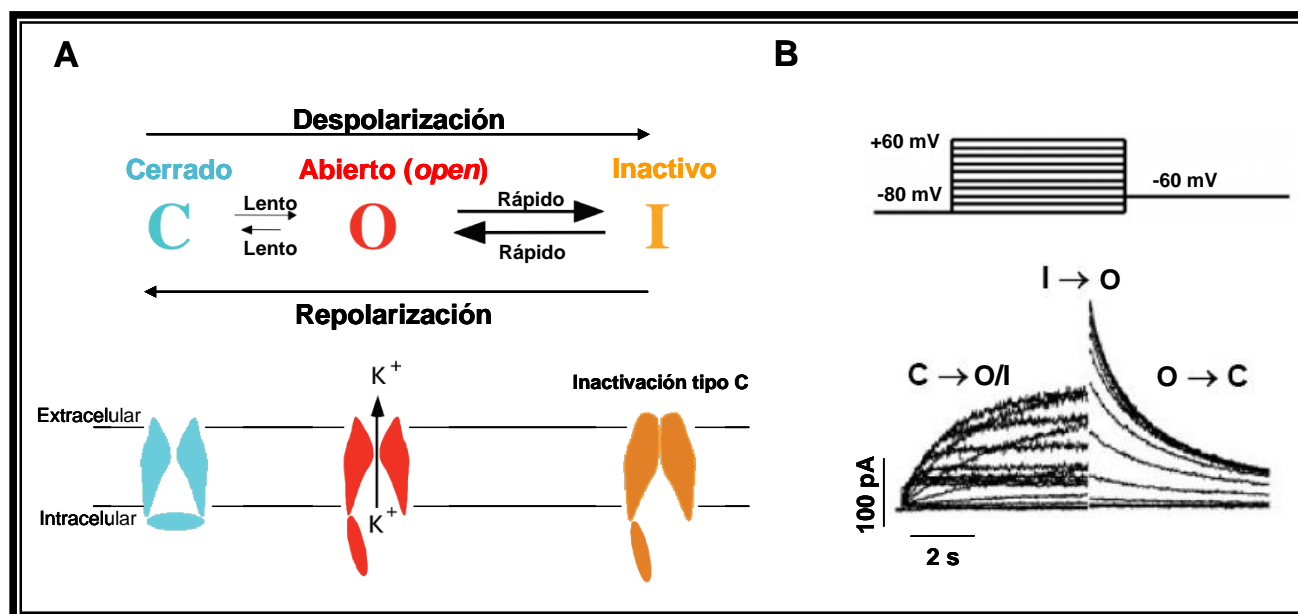 A
Despolarización
Cerrado
Abierto (open)
Inactivo
C
Lento
Lento
O
Rápido
Rápido
I
Repolarización
K+
Inactivación tipo C
Extracelular
Intracelular
K+
B
+60 mV
-80 mV
-60 mV
I → O
C → O/I
O → C
100 pA
2 s